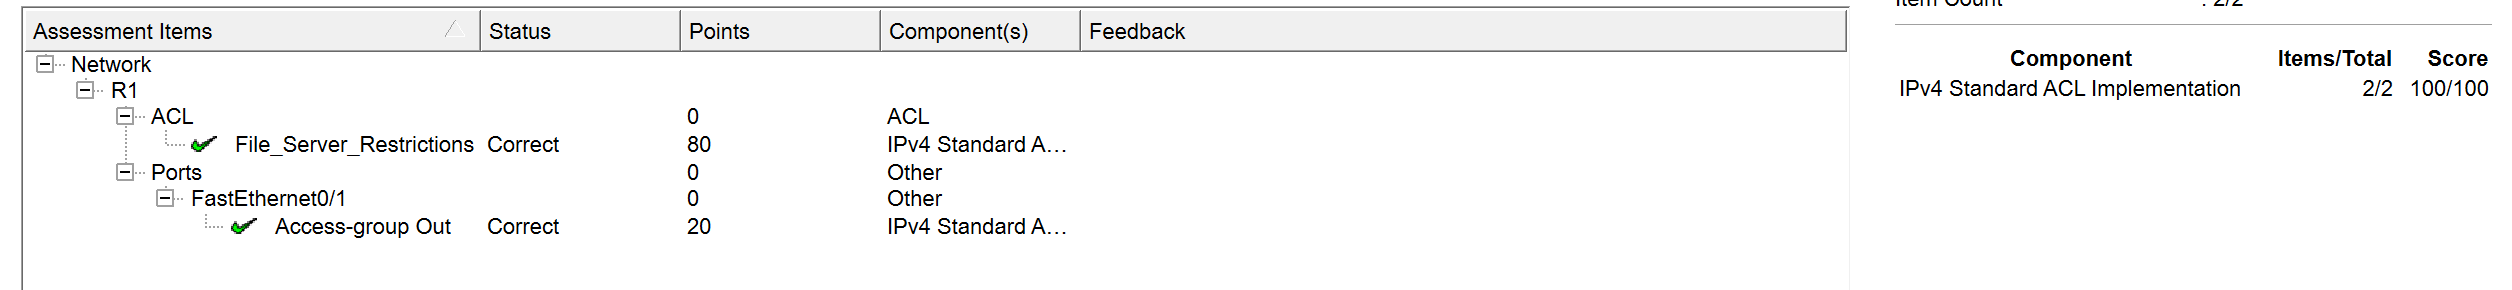 Item Count : 2/2
Assessment Items Status Points Component(s) Feedback
Component Items/Total Score
Network
R1
IPv4 Standard ACL Implementation 2/2 100/100
ACL 0 ACL
File_Server_Restrictions Correct 80 IPv4 Standard A...
Ports 0 Other
FastEthernet0/1 0 Other
Access-group Out Correct 20 IPv4 Standard A...